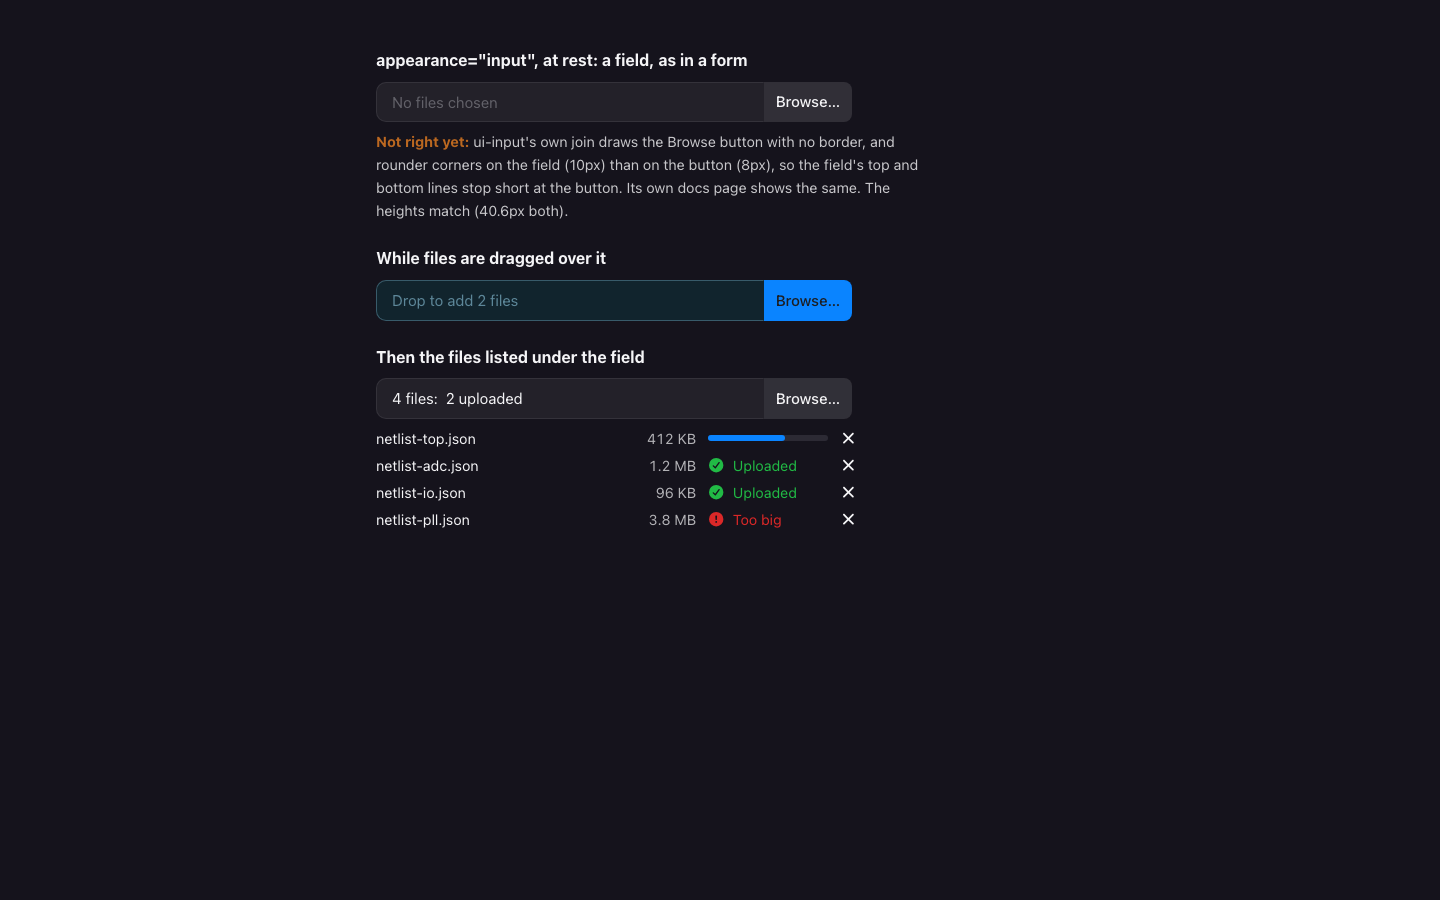 appearance="input", at rest: a field, as in a form
No files chosen Browse...
Not right yet: ui-input's own join draws the Browse button with no border, and
rounder corners on the field (10px) than on the button (8px), so the field's top and
bottom lines stop short at the button. Its own docs page shows the same. The
heights match (40.6px both).
While files are dragged over it
Drop to add 2 files Browse...
Then the files listed under the field
4 files: 2 uploaded Browse...
netlist-top.json 412 KB
netlist-adc.json 1.2 MB Uploaded
netlist-io.json 96 KB Uploaded
netlist-pll.json 3.8 MB Too big